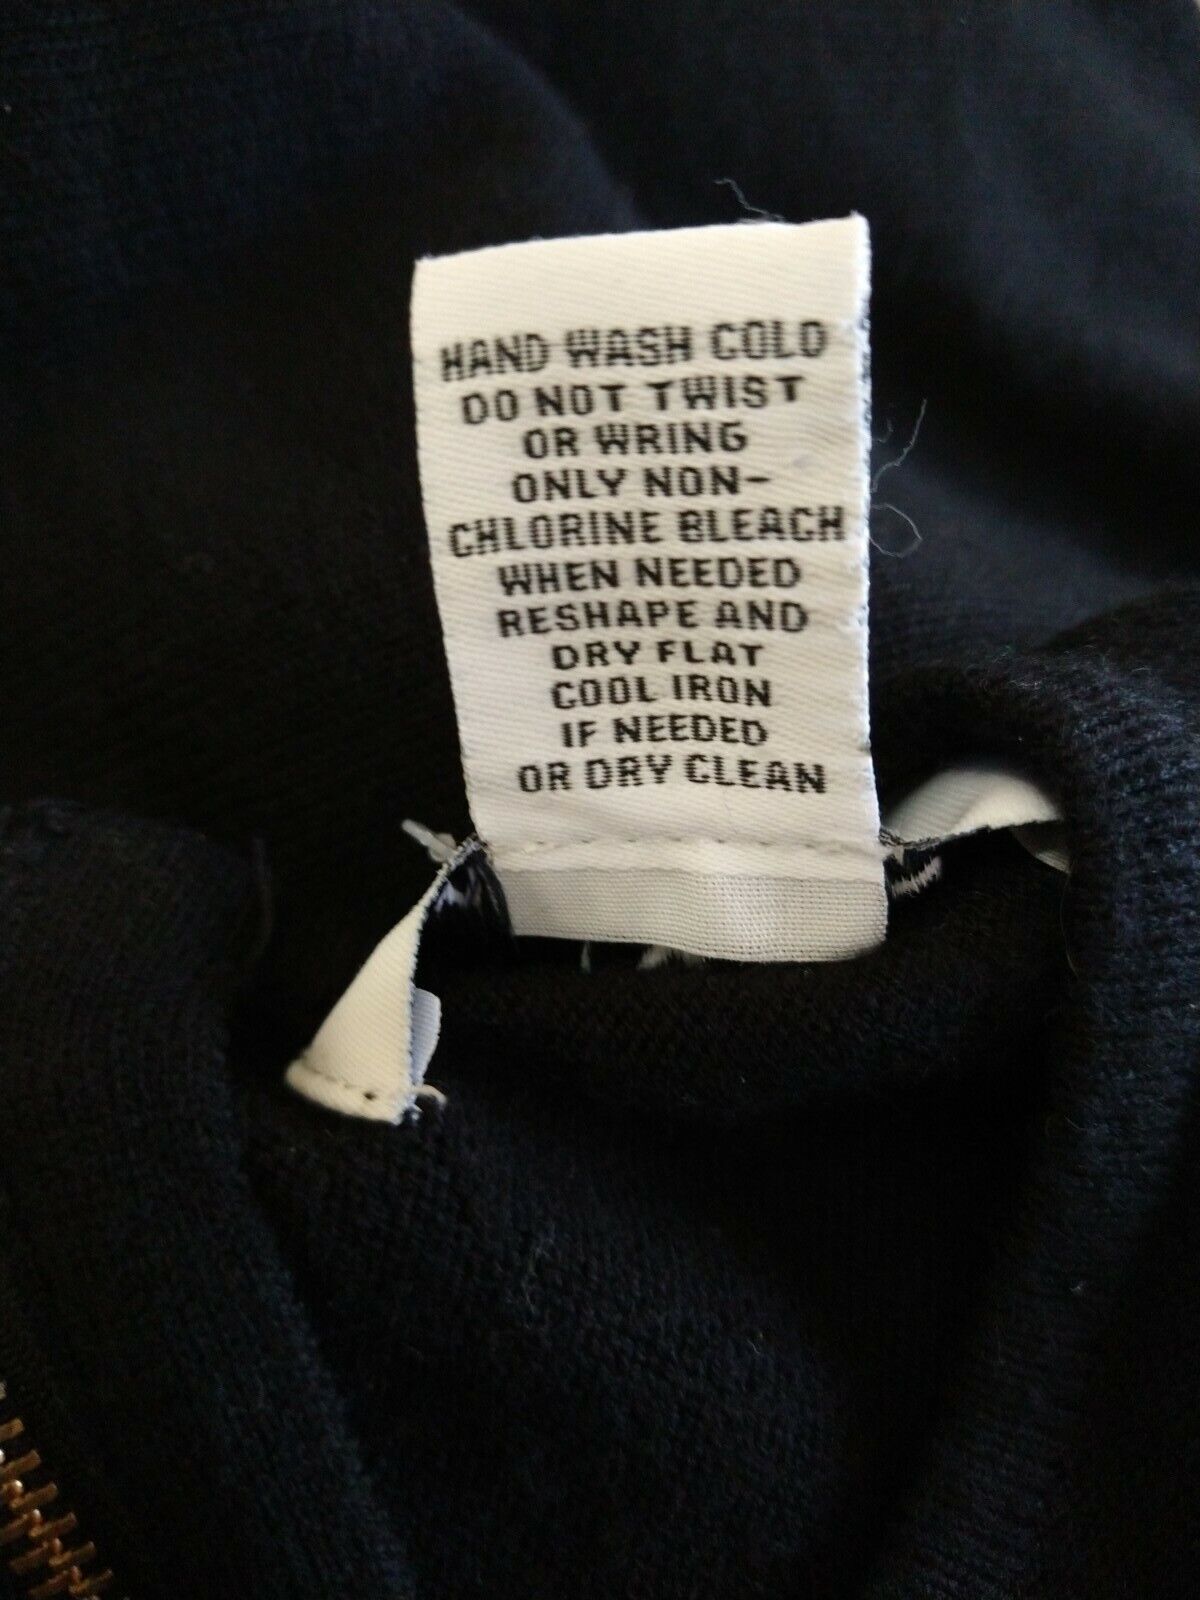 HAND WASH COLD
DO NOT TWIST
OR WRING
ONLY NON-
CHLORINE BLEACH
WHEN NEEDED
RESHAPE AND
DRY FLAT
COOL IRON
IF NEEDED
OR DRY CLEAN